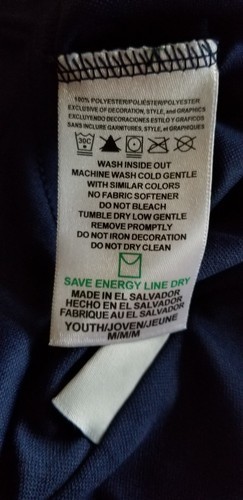 100% POLYESTER/POLIÉSTER/POLYESTER
EXCLUSIVE OF DECORATION, STYLE, and GRAPHICS
EXCLUYENDO DECORACIONES ESTILO Y GRAFICOS
SANS INCLURE GARNITURES, STYLE, et GRAPHIQUES
30C
WASH INSIDE OUT
MACHINE WASH COLD GENTLE
WITH SIMILAR COLORS
NO FABRIC SOFTENER
DO NOT BLEACH
TUMBLE DRY LOW GENTLE
REMOVE PROMPTLY
DO NOT IRON DECORATION
DO NOT DRY CLEAN
SAVE ENERGY LINE DRY
MADE IN EL SALVADOR
HECHO EN EL SALVADOR
FABRIQUE AU EL SALVADOR
YOUTH/JOVEN/JEUNE
M/M/M